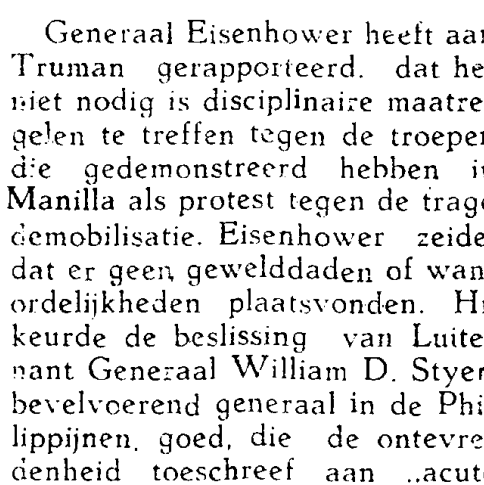 Generaal Eisenhower heeft aan
Truman gerapporteerd. dat he
niet nodig is disciplinaire maatre
gelen te treffen tegen de troepen
die gedemonstreerd hebben in
Manilla als protest tegen de trage
demobilisatie. Eisenhower zeide
dat er geen gewelddaden of wan
ordelijkheden plaatsvonden. Hi
keurde de beslissing van Luite
nant Generaal William D. Styer
bevelvoerend generaal in de Phi
lippijnen, goed, die de ontevre
denheid toeschreef aan ,,acute